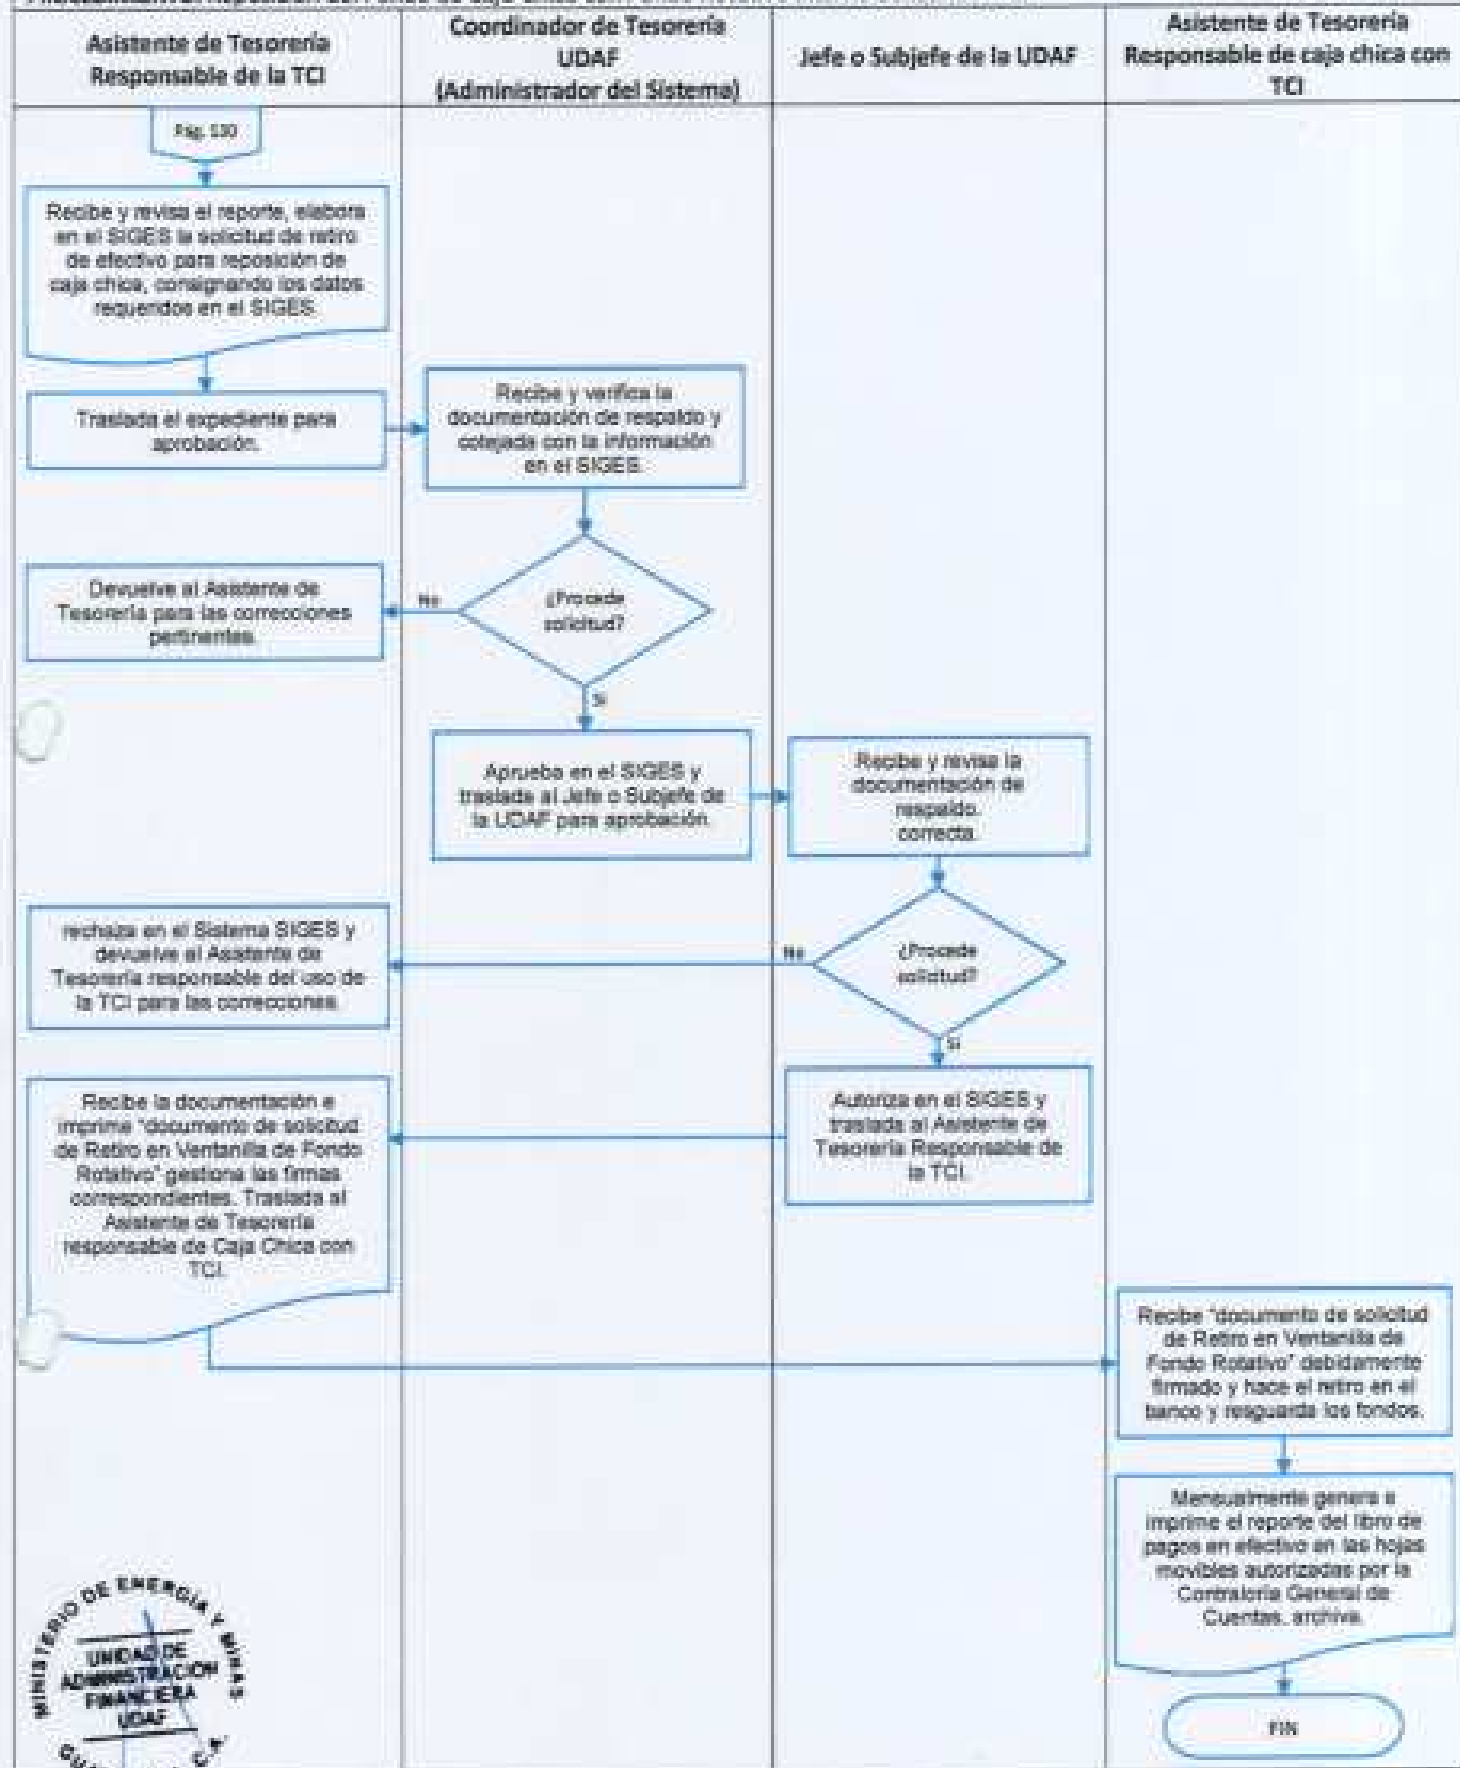 Asistente de Tesorería
Responsable de la TCI
Coordinador de Tesorería
UDAF
(Administrador del Sistema)
Jefe o Subjefe de la UDAF
Asistente de Tesorería
Responsable de caja chica con
TCI
Pág. 130
Recibe y revisa el reporte, elabora
en el SIGES la solicitud de retiro
de efectivo para reposición de
caja chica, consignando los datos
requeridos en el SIGES.
Traslada el expediente para
aprobación.
Recibe y verifica la
documentación de respaldo y
cotejada con la información
en el SIGES.
¿Procede
solicitud?
No
Devuelve al Asistente de
Tesorería para las correcciones
pertinentes.
Si
Aprueba en el SIGES y
traslada al Jefe o Subjefe de
la UDAF para aprobación.
Recibe y revisa la
documentación de
respaldo.
correcta.
¿Procede
solicitud?
No
rechaza en el Sistema SIGES y
devuelve al Asistente de
Tesorería responsable del uso de
la TCI para las correcciones.
Si
Autoriza en el SIGES y
traslada al Asistente de
Tesorería Responsable de
la TCI.
Recibe la documentación e
imprime "documento de solicitud
de Retiro en Ventanilla de Fondo
Rotativo" gestiona las firmas
correspondientes. Traslada al
Asistente de Tesorería
responsable de Caja Chica con
TCI.
Recibe "documento de solicitud
de Retiro en Ventanilla de
Fondo Rotativo" debidamente
firmado y hace el retiro en el
banco y resguarda los fondos.
Mensualmente genera e
imprime el reporte del libro de
pagos en efectivo en las hojas
movibles autorizadas por la
Contraloría General de
Cuentas, archiva.
FIN
MINISTERIO DE ENERGÍA Y MINAS
UNIDAD DE
ADMINISTRACIÓN
FINANCIERA
UDAF
C.A.